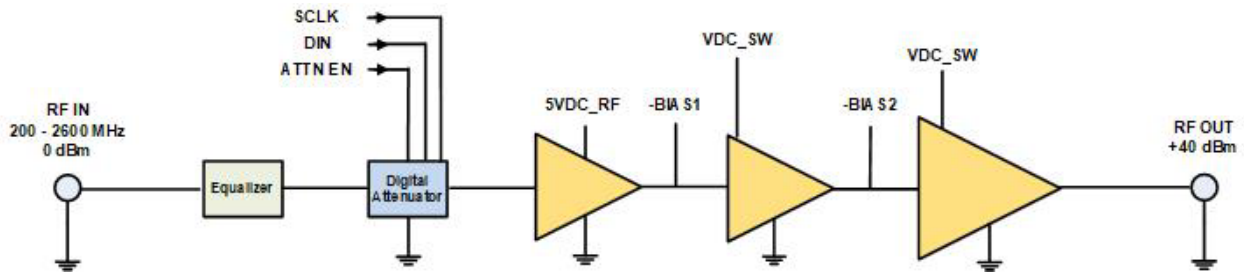 SCLK
DIN
ATTN EN
VDC_SW
VDC_SW
RF IN
200 - 2600 MHz
0 dBm
5VDC_RF
-BIAS1
-BIAS2
RF OUT
+40 dBm
Equalizer
Digital
Attenuator